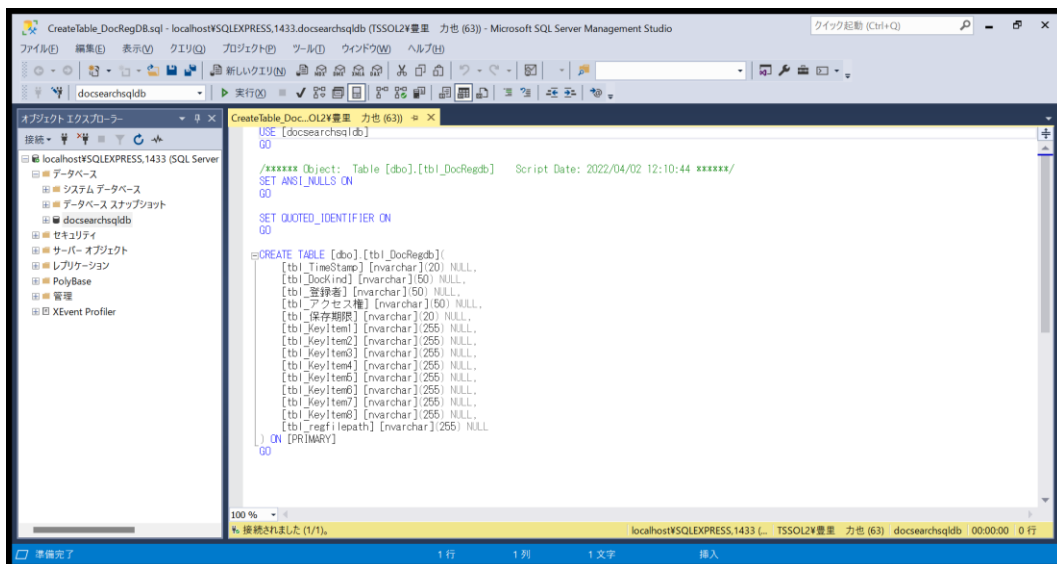 CreateTable_DocRegDB.sql - localhost¥SQLEXPRESS,1433.docsearchsqldb (TSSOL2¥豊里 力也 (63)) - Microsoft SQL Server Management Studio
クイック起動 (Ctrl+Q)
ファイル(F) 編集(E) 表示(V) クエリ(Q) プロジェクト(P) ツール(T) ウィンドウ(W) ヘルプ(H)
新しいクエリ(N)
docsearchsqldb 実行(X)
オブジェクト エクスプローラー
接続
localhost¥SQLEXPRESS,1433 (SQL Server
データベース
システム データベース
データベース スナップショット
docsearchsqldb
セキュリティ
サーバー オブジェクト
レプリケーション
PolyBase
管理
XEvent Profiler
CreateTable_Doc...OL2¥豊里 力也 (63))
USE [docsearchsqldb]
GO
/****** Object: Table [dbo].[tbl_DocRegdb] Script Date: 2022/04/02 12:10:44 ******/
SET ANSI_NULLS ON
GO
SET QUOTED_IDENTIFIER ON
GO
CREATE TABLE [dbo].[tbl_DocRegdb](
[tbl_TimeStamp] [nvarchar](20) NULL,
[tbl_DocKind] [nvarchar](50) NULL,
[tbl_登録者] [nvarchar](50) NULL,
[tbl_アクセス権] [nvarchar](50) NULL,
[tbl_保存期限] [nvarchar](20) NULL,
[tbl_KeyItem1] [nvarchar](255) NULL,
[tbl_KeyItem2] [nvarchar](255) NULL,
[tbl_KeyItem3] [nvarchar](255) NULL,
[tbl_KeyItem4] [nvarchar](255) NULL,
[tbl_KeyItem5] [nvarchar](255) NULL,
[tbl_KeyItem6] [nvarchar](255) NULL,
[tbl_KeyItem7] [nvarchar](255) NULL,
[tbl_KeyItem8] [nvarchar](255) NULL,
[tbl_regfilepath] [nvarchar](255) NULL
) ON [PRIMARY]
GO
100 %
接続されました (1/1)。 localhost¥SQLEXPRESS,1433 (... TSSOL2¥豊里 力也 (63) docsearchsqldb 00:00:00 0 行
準備完了 1 行 1 列 1 文字 挿入